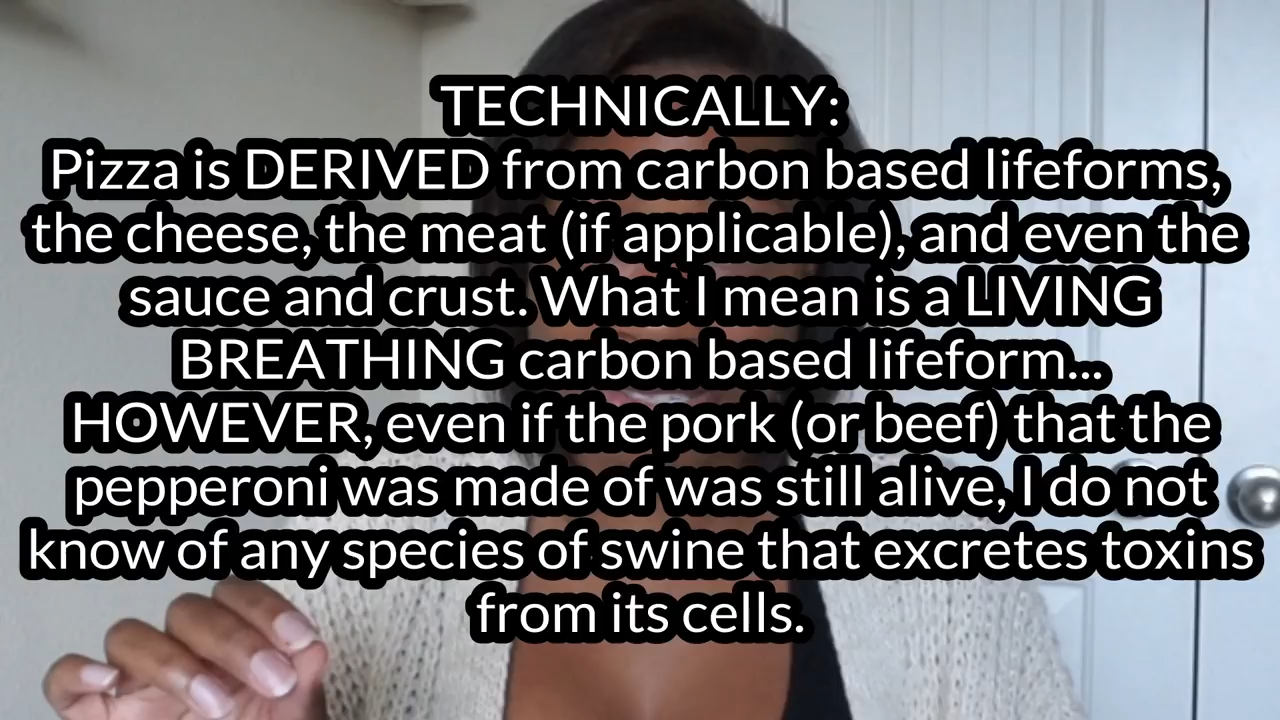 TECHNICALLY:
Pizza is DERIVED from carbon based lifeforms,
the cheese, the meat (if applicable), and even the
sauce and crust. What I mean is a LIVING
BREATHING carbon based lifeform...
HOWEVER, even if the pork (or beef) that the
pepperoni was made of was still alive, I do not
know of any species of swine that excretes toxins
from its cells.